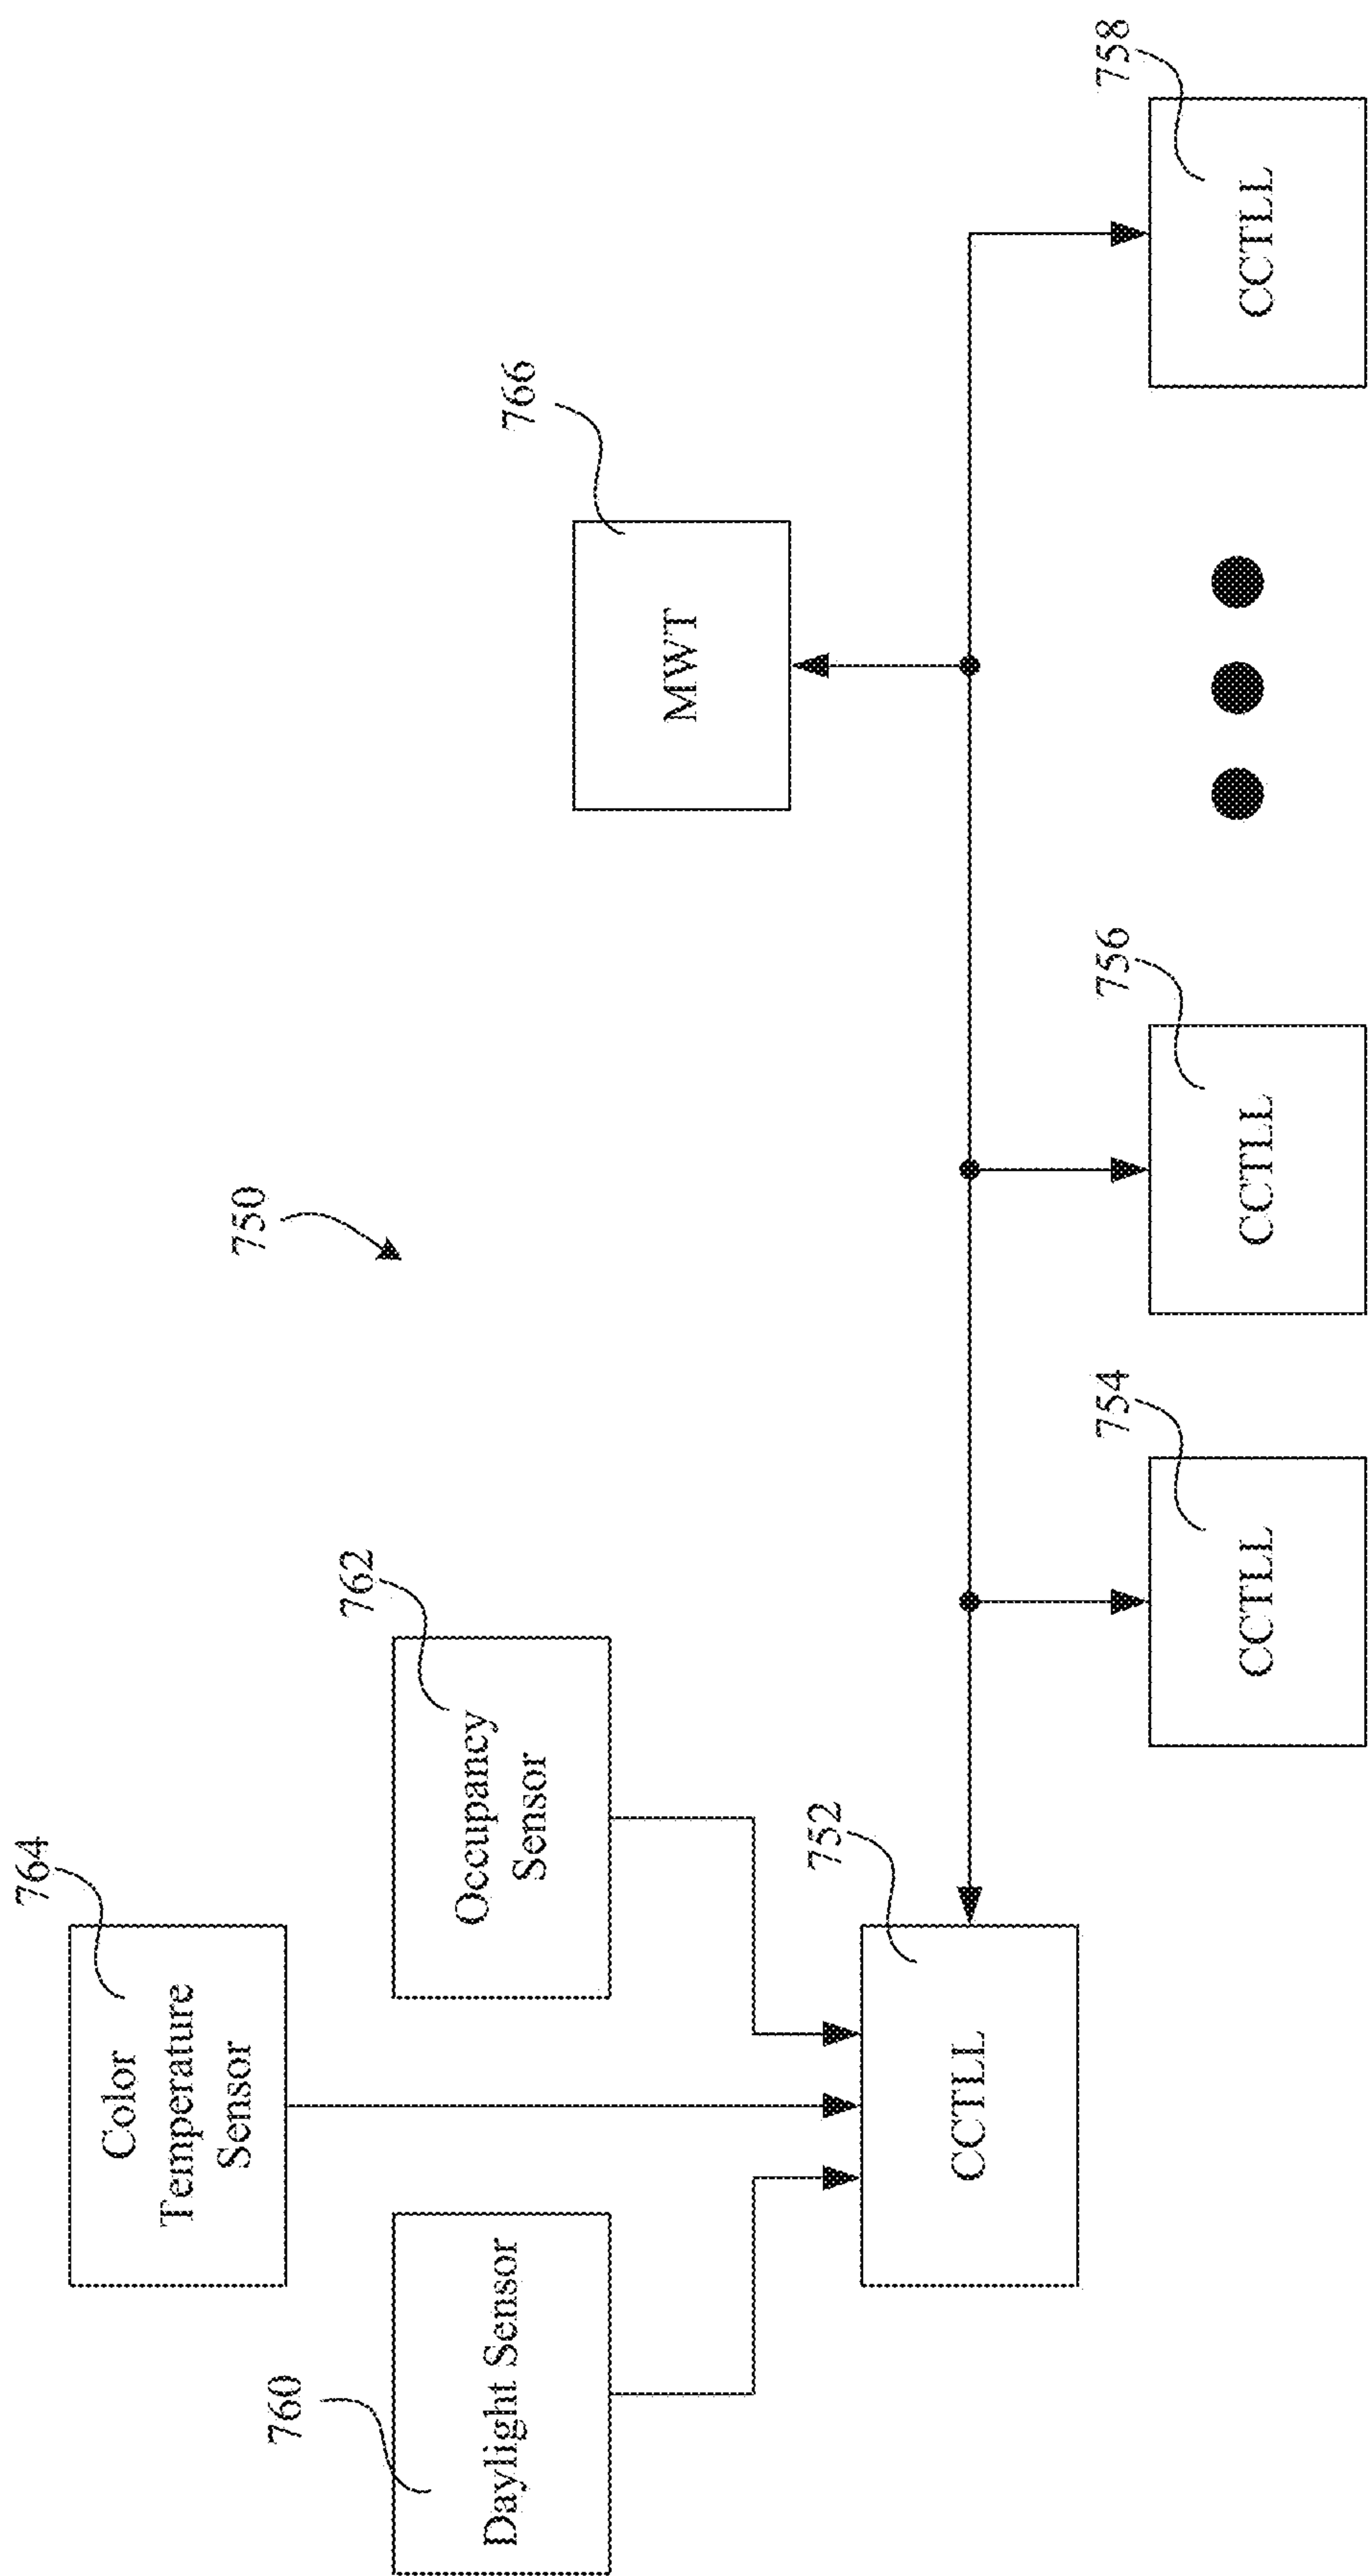 750
764
Color
Temperature
Sensor
760
Daylight Sensor
762
Occupancy
Sensor
766
MWT
752
CCTLL
754
CCTLL
756
CCTLL
758
CCTLL